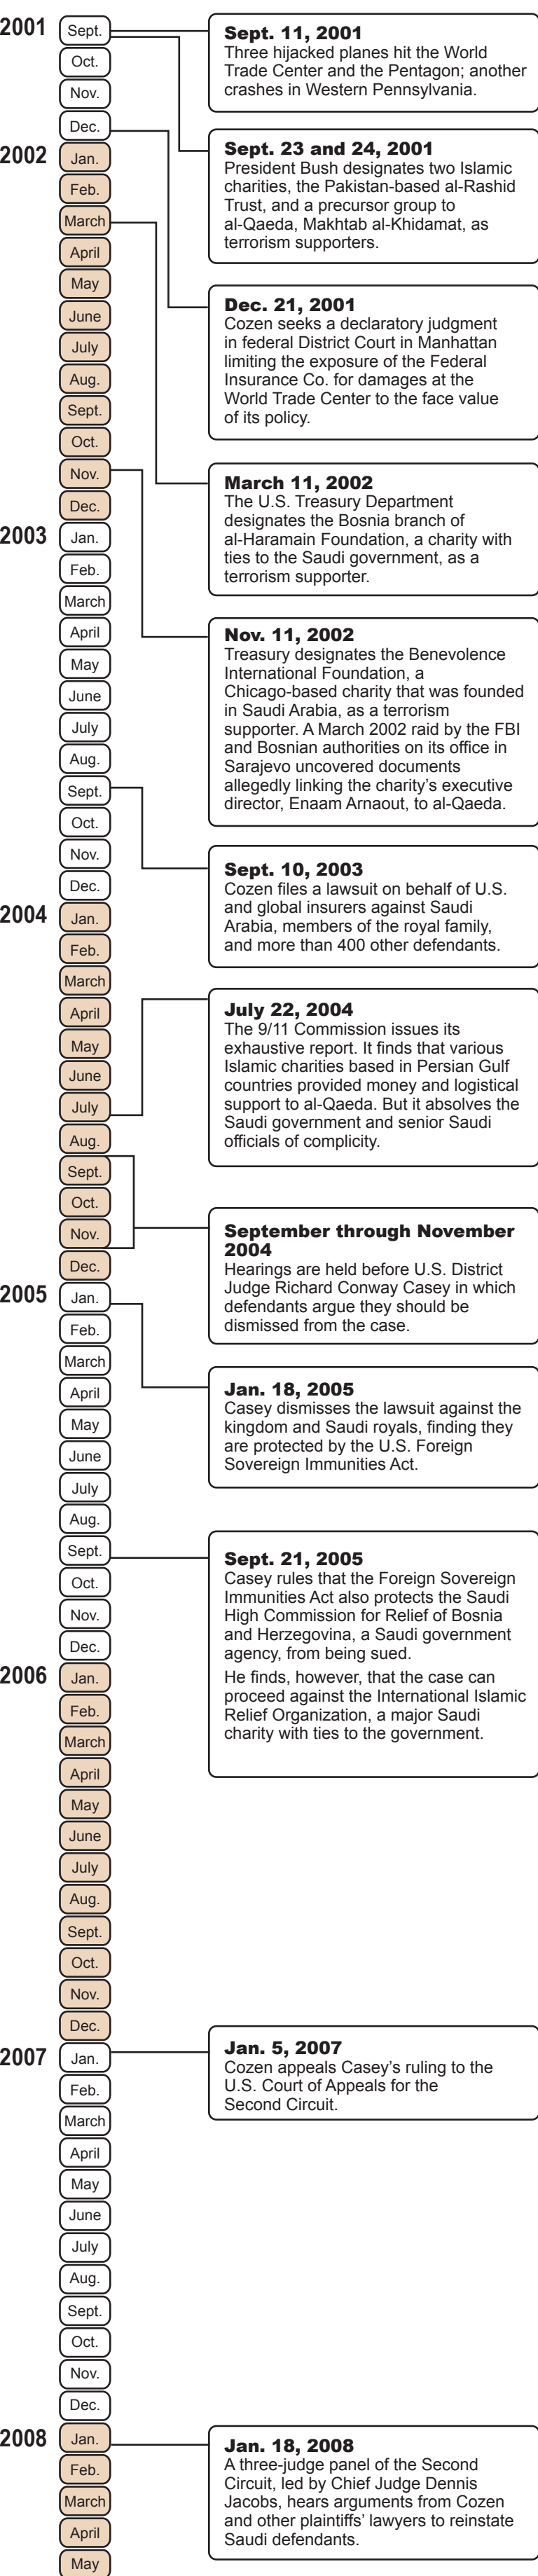 2001
Sept.
Oct.
Nov.
Dec.
2002
Jan.
Feb.
March
April
May
June
July
Aug.
Sept.
Oct.
Nov.
Dec.
2003
Jan.
Feb.
March
April
May
June
July
Aug.
Sept.
Oct.
Nov.
Dec.
2004
Jan.
Feb.
March
April
May
June
July
Aug.
Sept.
Oct.
Nov.
Dec.
2005
Jan.
Feb.
March
April
May
June
July
Aug.
Sept.
Oct.
Nov.
Dec.
2006
Jan.
Feb.
March
April
May
June
July
Aug.
Sept.
Oct.
Nov.
Dec.
2007
Jan.
Feb.
March
April
May
June
July
Aug.
Sept.
Oct.
Nov.
Dec.
2008
Jan.
Feb.
March
April
May
Sept. 11, 2001
Three hijacked planes hit the World
Trade Center and the Pentagon; another
crashes in Western Pennsylvania.
Sept. 23 and 24, 2001
President Bush designates two Islamic
charities, the Pakistan-based al-Rashid
Trust, and a precursor group to
al-Qaeda, Makhtab al-Khidamat, as
terrorism supporters.
Dec. 21, 2001
Cozen seeks a declaratory judgment
in federal District Court in Manhattan
limiting the exposure of the Federal
Insurance Co. for damages at the
World Trade Center to the face value
of its policy.
March 11, 2002
The U.S. Treasury Department
designates the Bosnia branch of
al-Haramain Foundation, a charity with
ties to the Saudi government, as a
terrorism supporter.
Nov. 11, 2002
Treasury designates the Benevolence
International Foundation, a
Chicago-based charity that was founded
in Saudi Arabia, as a terrorism
supporter. A March 2002 raid by the FBI
and Bosnian authorities on its office in
Sarajevo uncovered documents
allegedly linking the charity’s executive
director, Enaam Arnaout, to al-Qaeda.
Sept. 10, 2003
Cozen files a lawsuit on behalf of U.S.
and global insurers against Saudi
Arabia, members of the royal family,
and more than 400 other defendants.
July 22, 2004
The 9/11 Commission issues its
exhaustive report. It finds that various
Islamic charities based in Persian Gulf
countries provided money and logistical
support to al-Qaeda. But it absolves the
Saudi government and senior Saudi
officials of complicity.
September through November
2004
Hearings are held before U.S. District
Judge Richard Conway Casey in which
defendants argue they should be
dismissed from the case.
Jan. 18, 2005
Casey dismisses the lawsuit against the
kingdom and Saudi royals, finding they
are protected by the U.S. Foreign
Sovereign Immunities Act.
Sept. 21, 2005
Casey rules that the Foreign Sovereign
Immunities Act also protects the Saudi
High Commission for Relief of Bosnia
and Herzegovina, a Saudi government
agency, from being sued.
He finds, however, that the case can
proceed against the International Islamic
Relief Organization, a major Saudi
charity with ties to the government.
Jan. 5, 2007
Cozen appeals Casey’s ruling to the
U.S. Court of Appeals for the
Second Circuit.
Jan. 18, 2008
A three-judge panel of the Second
Circuit, led by Chief Judge Dennis
Jacobs, hears arguments from Cozen
and other plaintiffs’ lawyers to reinstate
Saudi defendants.